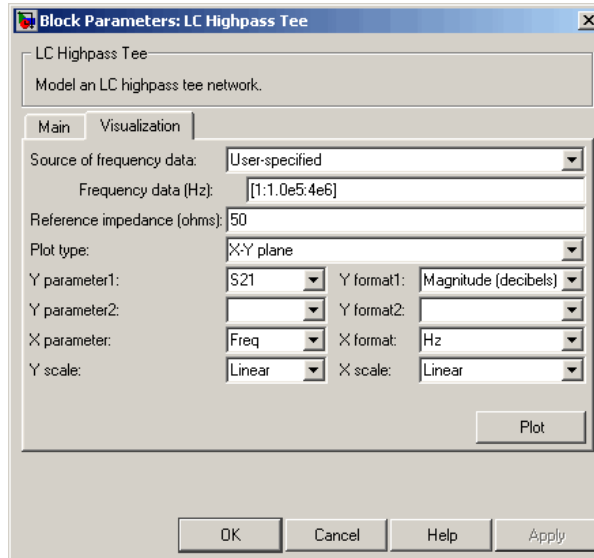 Block Parameters: LC Highpass Tee
LC Highpass Tee
Model an LC highpass tee network.
Main Visualization
Source of frequency data: User-specified
Frequency data (Hz): [1:1.0e5:4e6]
Reference impedance (ohms): 50
Plot type: X-Y plane
Y parameter1: S21 Y format1: Magnitude (decibels)
Y parameter2: Y format2:
X parameter: Freq X format: Hz
Y scale: Linear X scale: Linear
Plot
OK Cancel Help Apply